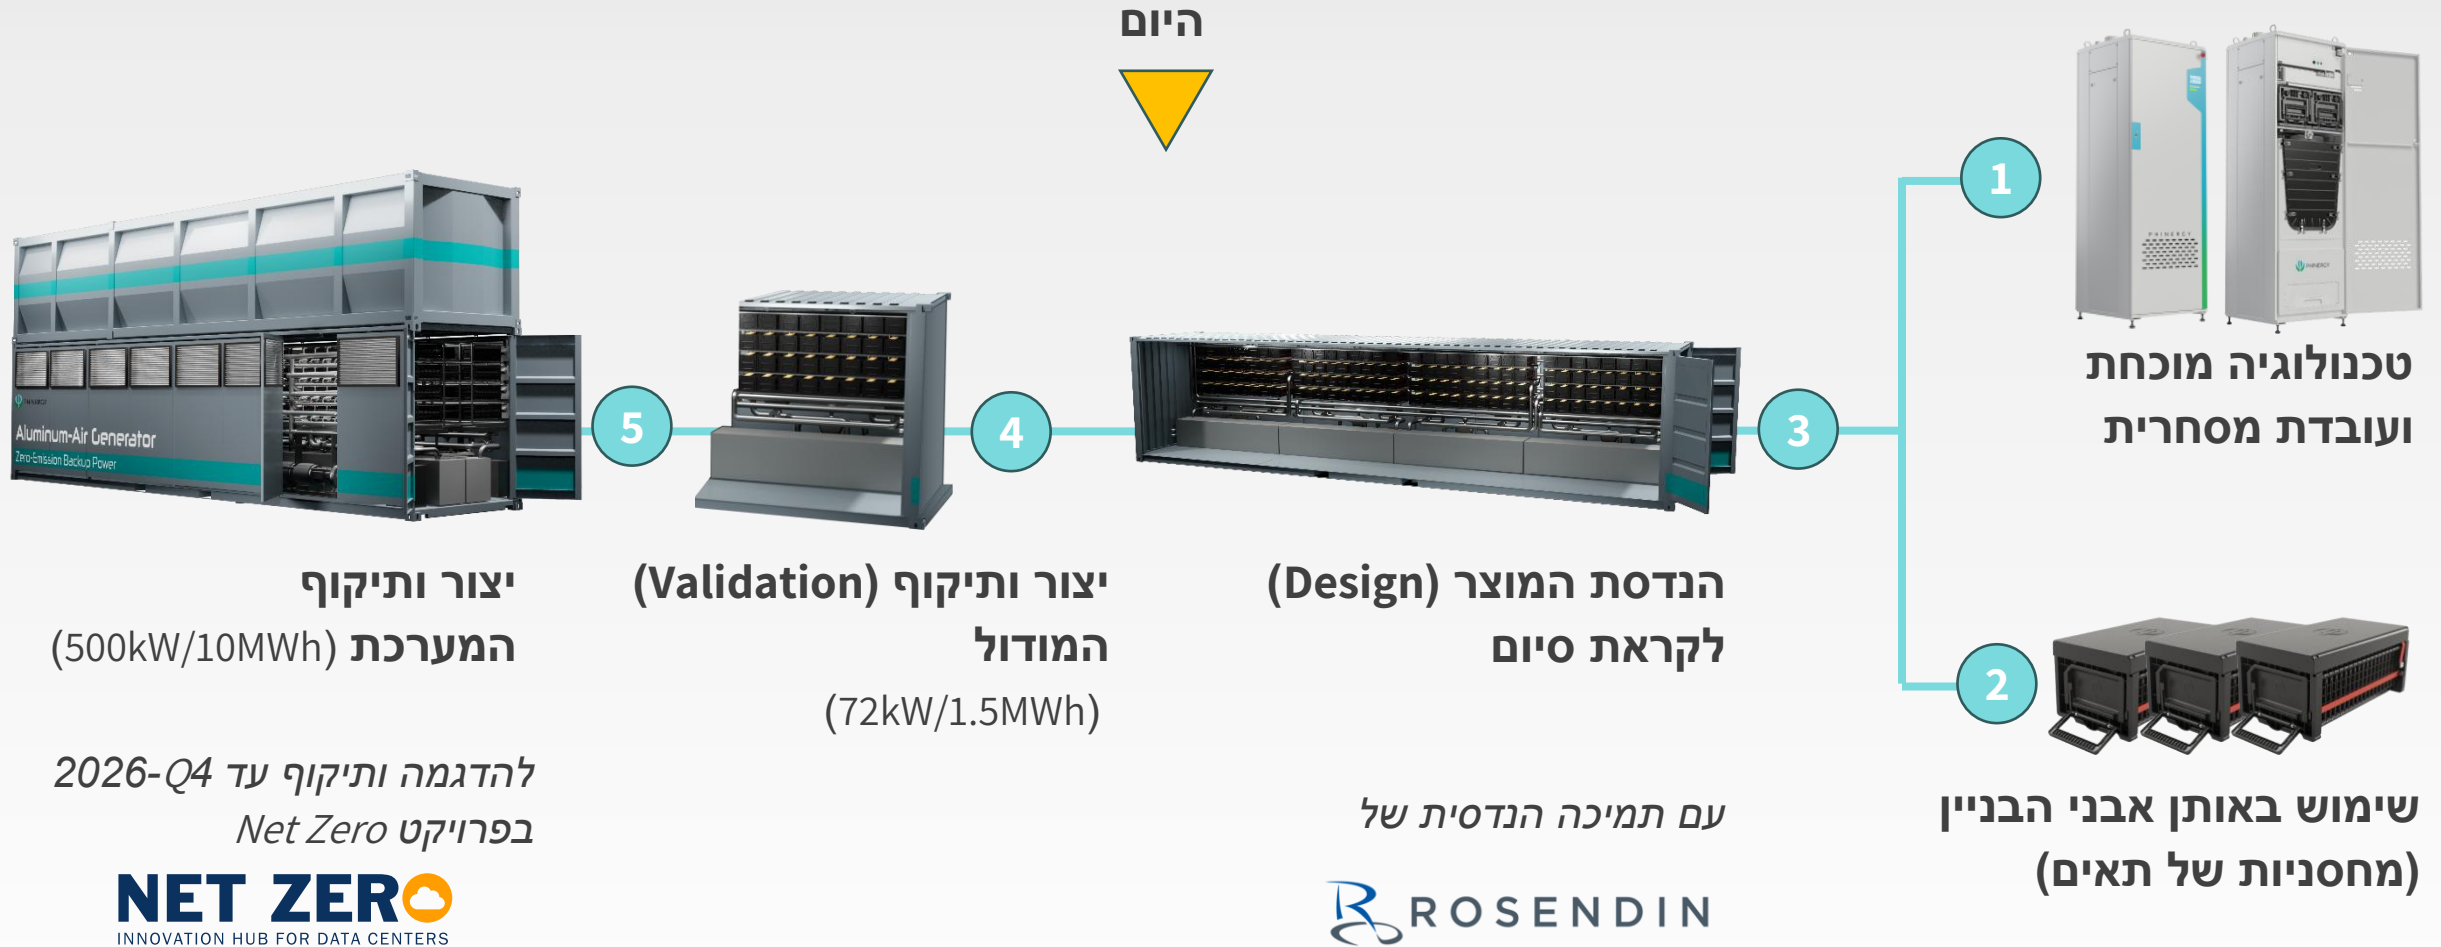 היום
1
PHINERGY
PHINERGY
טכנולוגיה מוכחת
ועובדת מסחרית
2
שימוש באותן אבני הבניין
(מחסניות של תאים)
3
הנדסת המוצר (Design)
לקראת סיום
עם תמיכה הנדסית של
ROSENDIN
4
יצור ותיקוף (Validation)
המודול
(72kW/1.5MWh)
5
PHINERGY
Aluminum-Air Generator
Zero-Emission Backup Power
יצור ותיקוף
המערכת (500kW/10MWh)
להדגמה ותיקוף עד 2026-Q4
בפרויקט Net Zero
NET ZERO
INNOVATION HUB FOR DATA CENTERS